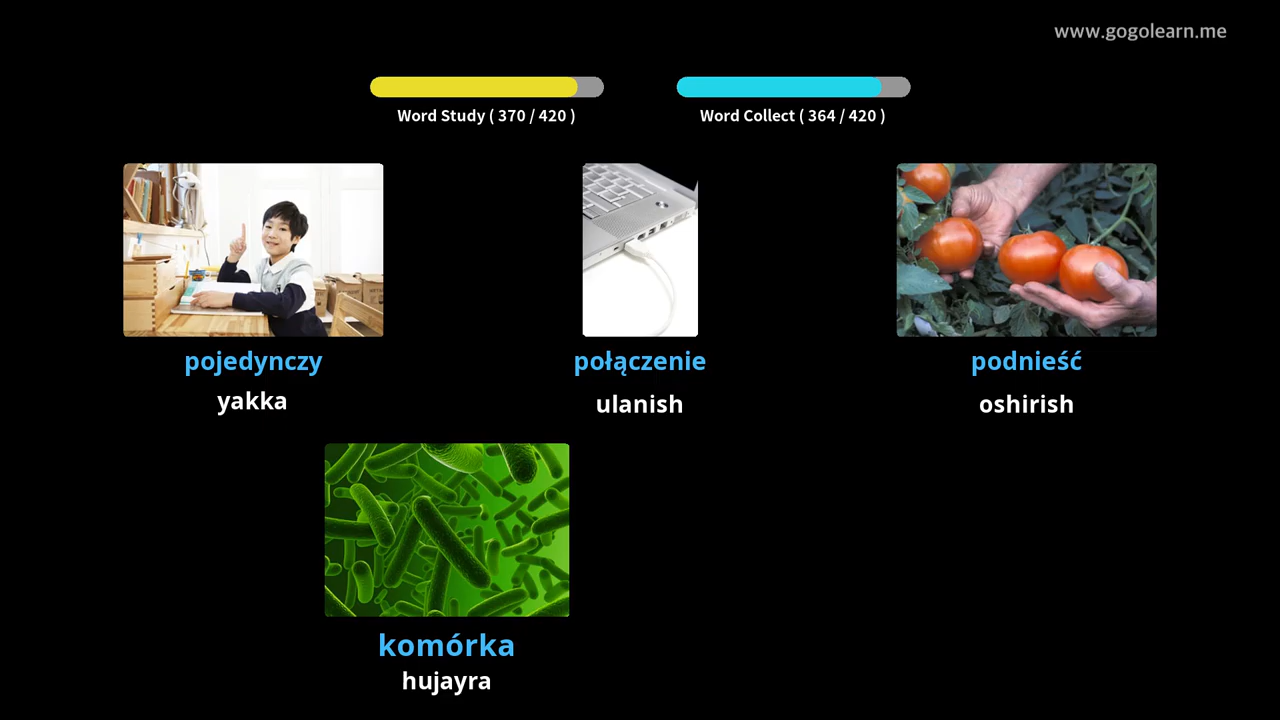 www.gogolearn.me
Word Study ( 370 / 420 )
Word Collect ( 364 / 420 )
pojedynczy
yakka
połączenie
ulanish
podnieść
oshirish
komórka
hujayra